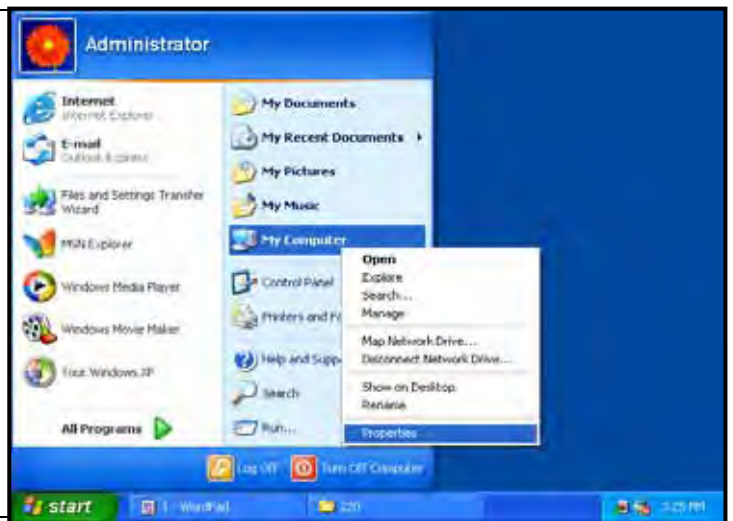 Administrator
Internet
Internet Explorer
E-mail
Outlook Express
Files and Settings Transfer
Wizard
MSN Explorer
Windows Media Player
Windows Movie Maker
Tour Windows XP
All Programs
My Documents
My Recent Documents
My Pictures
My Music
My Computer
Control Panel
Printers and
Help and Supp
Search
Run...
Open
Explore
Search...
Manage
Map Network Drive...
Disconnect Network Drive...
Show on Desktop
Rename
Properties
Log Off
Turn Off Computer
start
1 - WordPad
220
3:25 PM